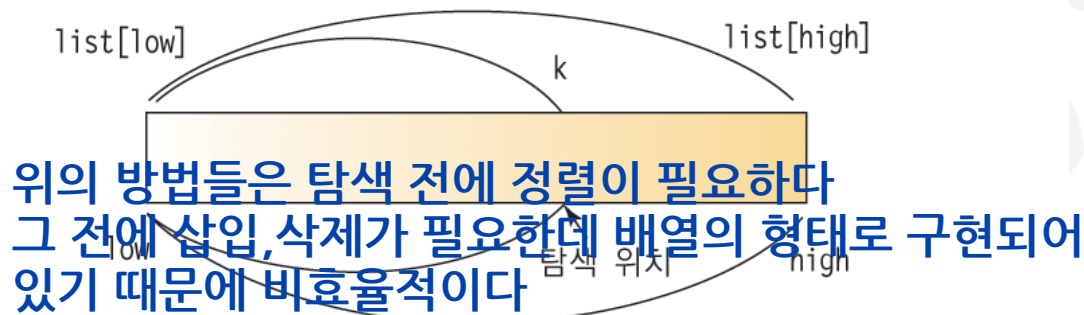 list[low]
list[high]
k
위의 방법들은 탐색 전에 정렬이 필요하다
그 전에 삽입,삭제가 필요한데 배열의 형태로 구현되어
low
탐색 위치
high
있기 때문에 비효율적이다